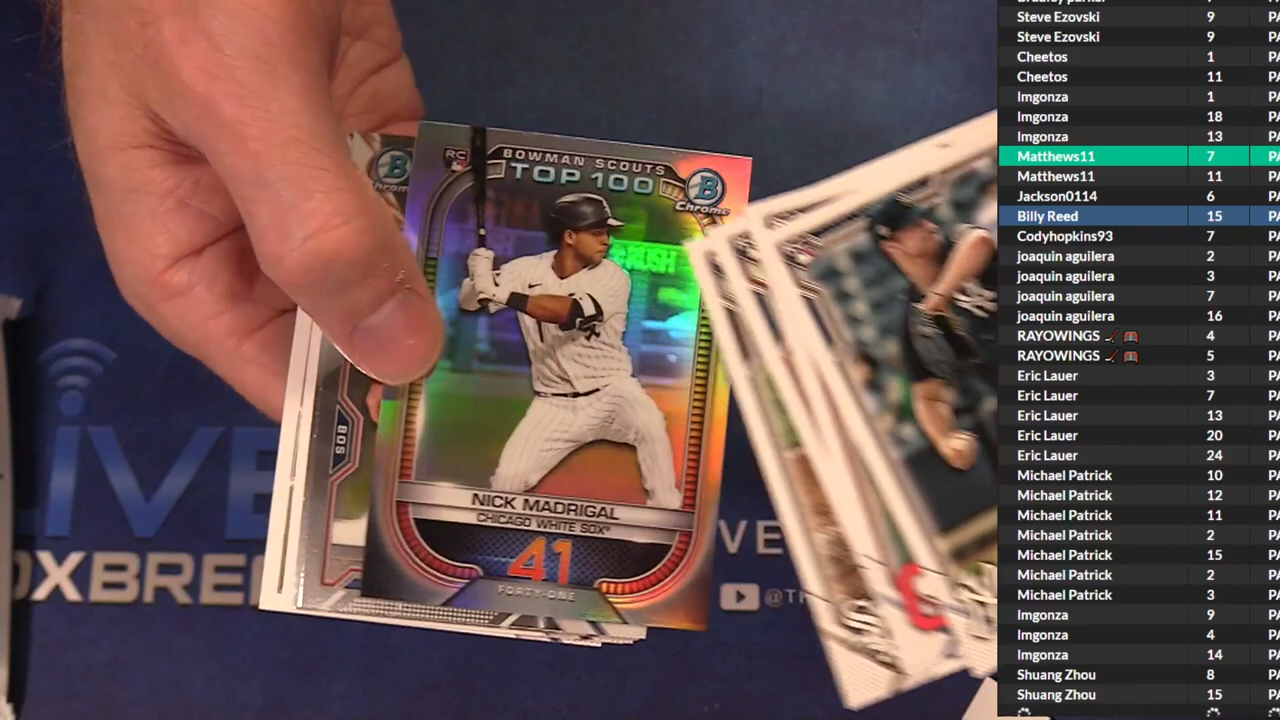 RC
BOWMAN SCOUTS
TOP 100
B
Chrome
RUSH
NICK MADRIGAL
CHICAGO WHITE SOX
41
FORTY-ONE
B
BOS
LIVE
OXBRE
VE
Steve Ezovski 9
Steve Ezovski 9
Cheetos 1
Cheetos 11
Imgonza 1
Imgonza 18
Imgonza 13
Matthews11 7
Matthews11 11
Jackson0114 6
Billy Reed 15
Codyhopkins93 7
joaquin aguilera 2
joaquin aguilera 3
joaquin aguilera 7
joaquin aguilera 16
RAYOWINGS 4
RAYOWINGS 5
Eric Lauer 3
Eric Lauer 7
Eric Lauer 13
Eric Lauer 20
Eric Lauer 24
Michael Patrick 10
Michael Patrick 12
Michael Patrick 11
Michael Patrick 2
Michael Patrick 15
Michael Patrick 2
Michael Patrick 3
Imgonza 9
Imgonza 4
Imgonza 14
Shuang Zhou 8
Shuang Zhou 15